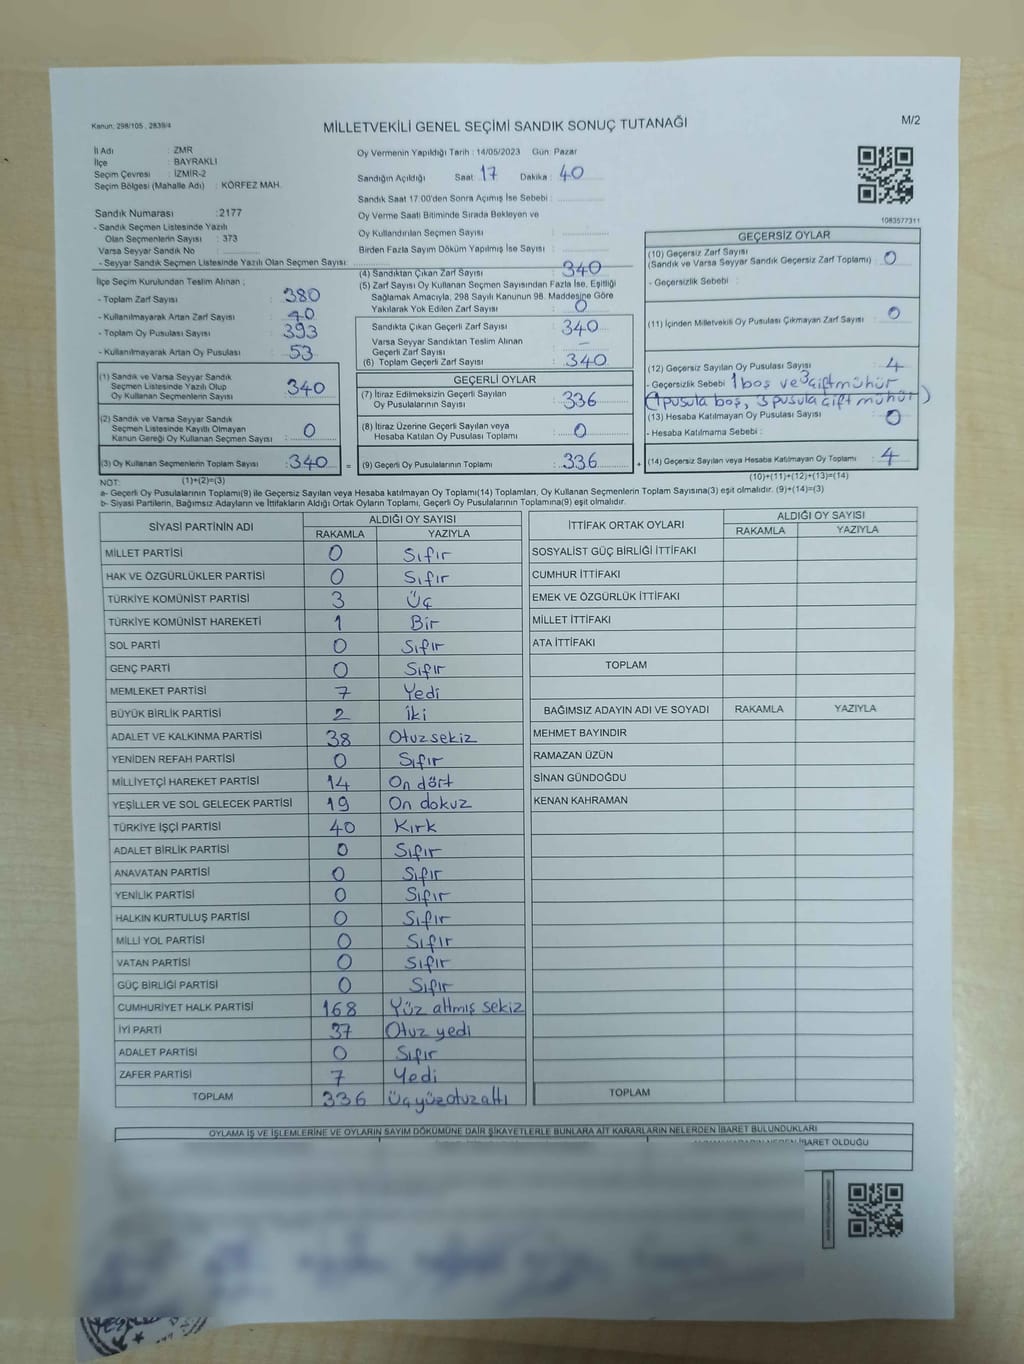 Kanun: 298/105, 2839/4
MİLLETVEKİLİ GENEL SEÇİMİ SANDIK SONUÇ TUTANAĞI
M/2
İl Adı : ZMR
İlçe : BAYRAKLI
Seçim Çevresi : İZMİR-2
Seçim Bölgesi (Mahalle Adı) : KÖRFEZ MAH.
Sandık Numarası : 2177
- Sandık Seçmen Listesinde Yazılı
Olan Seçmenlerin Sayısı : 373
Varsa Seyyar Sandık No :
- Seyyar Sandık Seçmen Listesinde Yazılı Olan Seçmen Sayısı:
İlçe Seçim Kurulundan Teslim Alınan ;
- Toplam Zarf Sayısı : 380
- Kullanılmayarak Artan Zarf Sayısı : 40
- Toplam Oy Pusulası Sayısı : 393
- Kullanılmayarak Artan Oy Pusulası : 53
(1) Sandık ve Varsa Seyyar Sandık
Seçmen Listesinde Yazılı Olup
Oy Kullanan Seçmenlerin Sayısı : 340
(2) Sandık ve Varsa Seyyar Sandık
Seçmen Listesinde Kayıtlı Olmayan
Kanun Gereği Oy Kullanan Seçmen Sayısı : 0
(3) Oy Kullanan Seçmenlerin Toplam Sayısı : 340
Oy Vermenin Yapıldığı Tarih : 14/05/2023 Gün: Pazar
Sandığın Açıldığı Saat : 17 Dakika : 40
Sandık Saat 17:00'den Sonra Açımış İse Sebebi :
Oy Verme Saati Bitiminde Sırada Bekleyen ve
Oy Kullandırılan Seçmen Sayısı :
Birden Fazla Sayım Döküm Yapılmış İse Sayısı :
(4) Sandıktan Çıkan Zarf Sayısı : 340
(5) Zarf Sayısı Oy Kullanan Seçmen Sayısından Fazla İse, Eşitliği
Sağlamak Amacıyla, 298 Sayılı Kanunun 98. Maddesine Göre
Yakılarak Yok Edilen Zarf Sayısı : 0
Sandıkta Çıkan Geçerli Zarf Sayısı : 340
Varsa Seyyar Sandıktan Teslim Alınan
Geçerli Zarf Sayısı : –
(6) Toplam Geçerli Zarf Sayısı : 340
GEÇERLİ OYLAR
(7) İtiraz Edilmeksizin Geçerli Sayılan
Oy Pusulalarının Sayısı : 336
(8) İtiraz Üzerine Geçerli Sayılan veya
Hesaba Katılan Oy Pusulası Toplamı : 0
= (9) Geçerli Oy Pusulalarının Toplamı : 336 +
1083577311
GEÇERSİZ OYLAR
(10) Geçersiz Zarf Sayısı
(Sandık ve Varsa Seyyar Sandık Geçersiz Zarf Toplamı) : 0
- Geçersizlik Sebebi :
(11) İçinden Milletvekili Oy Pusulası Çıkmayan Zarf Sayısı : 0
(12) Geçersiz Sayılan Oy Pusulası Sayısı : 4
- Geçersizlik Sebebi : 1 boş ve 3 çift mühür
(1 pusula boş, 3 pusula çift mühür)
(13) Hesaba Katılmayan Oy Pusulası Sayısı : 0
- Hesaba Katılmama Sebebi :
(14) Geçersiz Sayılan veya Hesaba Katılmayan Oy Toplamı : 4
NOT: (1)+(2)=(3)
(10)+(11)+(12)+(13)=(14)
a- Geçerli Oy Pusulalarının Toplamı(9) ile Geçersiz Sayılan veya Hesaba katılmayan Oy Toplamı(14) Toplamları, Oy Kullanan Seçmenlerin Toplam Sayısına(3) eşit olmalıdır. (9)+(14)=(3)
b- Siyasi Partilerin, Bağımsız Adayların ve İttifakların Aldığı Ortak Oyların Toplamı, Geçerli Oy Pusulalarının Toplamına(9) eşit olmalıdır.
SİYASİ PARTİNİN ADI ALDIĞI OY SAYISI
RAKAMLA YAZIYLA
MİLLET PARTİSİ 0 Sıfır
HAK VE ÖZGÜRLÜKLER PARTİSİ 0 Sıfır
TÜRKİYE KOMÜNİST PARTİSİ 3 Üç
TÜRKİYE KOMÜNİST HAREKETİ 1 Bir
SOL PARTİ 0 Sıfır
GENÇ PARTİ 0 Sıfır
MEMLEKET PARTİSİ 7 Yedi
BÜYÜK BİRLİK PARTİSİ 2 İki
ADALET VE KALKINMA PARTİSİ 38 Otuz sekiz
YENİDEN REFAH PARTİSİ 0 Sıfır
MİLLİYETÇİ HAREKET PARTİSİ 14 On dört
YEŞİLLER VE SOL GELECEK PARTİSİ 19 On dokuz
TÜRKİYE İŞÇİ PARTİSİ 40 Kırk
ADALET BİRLİK PARTİSİ 0 Sıfır
ANAVATAN PARTİSİ 0 Sıfır
YENİLİK PARTİSİ 0 Sıfır
HALKIN KURTULUŞ PARTİSİ 0 Sıfır
MİLLİ YOL PARTİSİ 0 Sıfır
VATAN PARTİSİ 0 Sıfır
GÜÇ BİRLİĞİ PARTİSİ 0 Sıfır
CUMHURİYET HALK PARTİSİ 168 Yüz altmış sekiz
İYİ PARTİ 37 Otuz yedi
ADALET PARTİSİ 0 Sıfır
ZAFER PARTİSİ 7 Yedi
TOPLAM 336 Üç yüz otuz altı
İTTİFAK ORTAK OYLARI ALDIĞI OY SAYISI
RAKAMLA YAZIYLA
SOSYALİST GÜÇ BİRLİĞİ İTTİFAKI
CUMHUR İTTİFAKI
EMEK VE ÖZGÜRLÜK İTTİFAKI
MİLLET İTTİFAKI
ATA İTTİFAKI
TOPLAM
BAĞIMSIZ ADAYIN ADI VE SOYADI RAKAMLA YAZIYLA
MEHMET BAYINDIR
RAMAZAN ÜZÜN
SİNAN GÜNDOĞDU
KENAN KAHRAMAN
TOPLAM
OYLAMA İŞ VE İŞLEMLERİNE VE OYLARIN SAYIM DÖKÜMÜNE DAİR ŞİKAYETLERLE BUNLARA AİT KARARLARIN NELERDEN İBARET BULUNDUKLARI
İBARET OLDUĞU